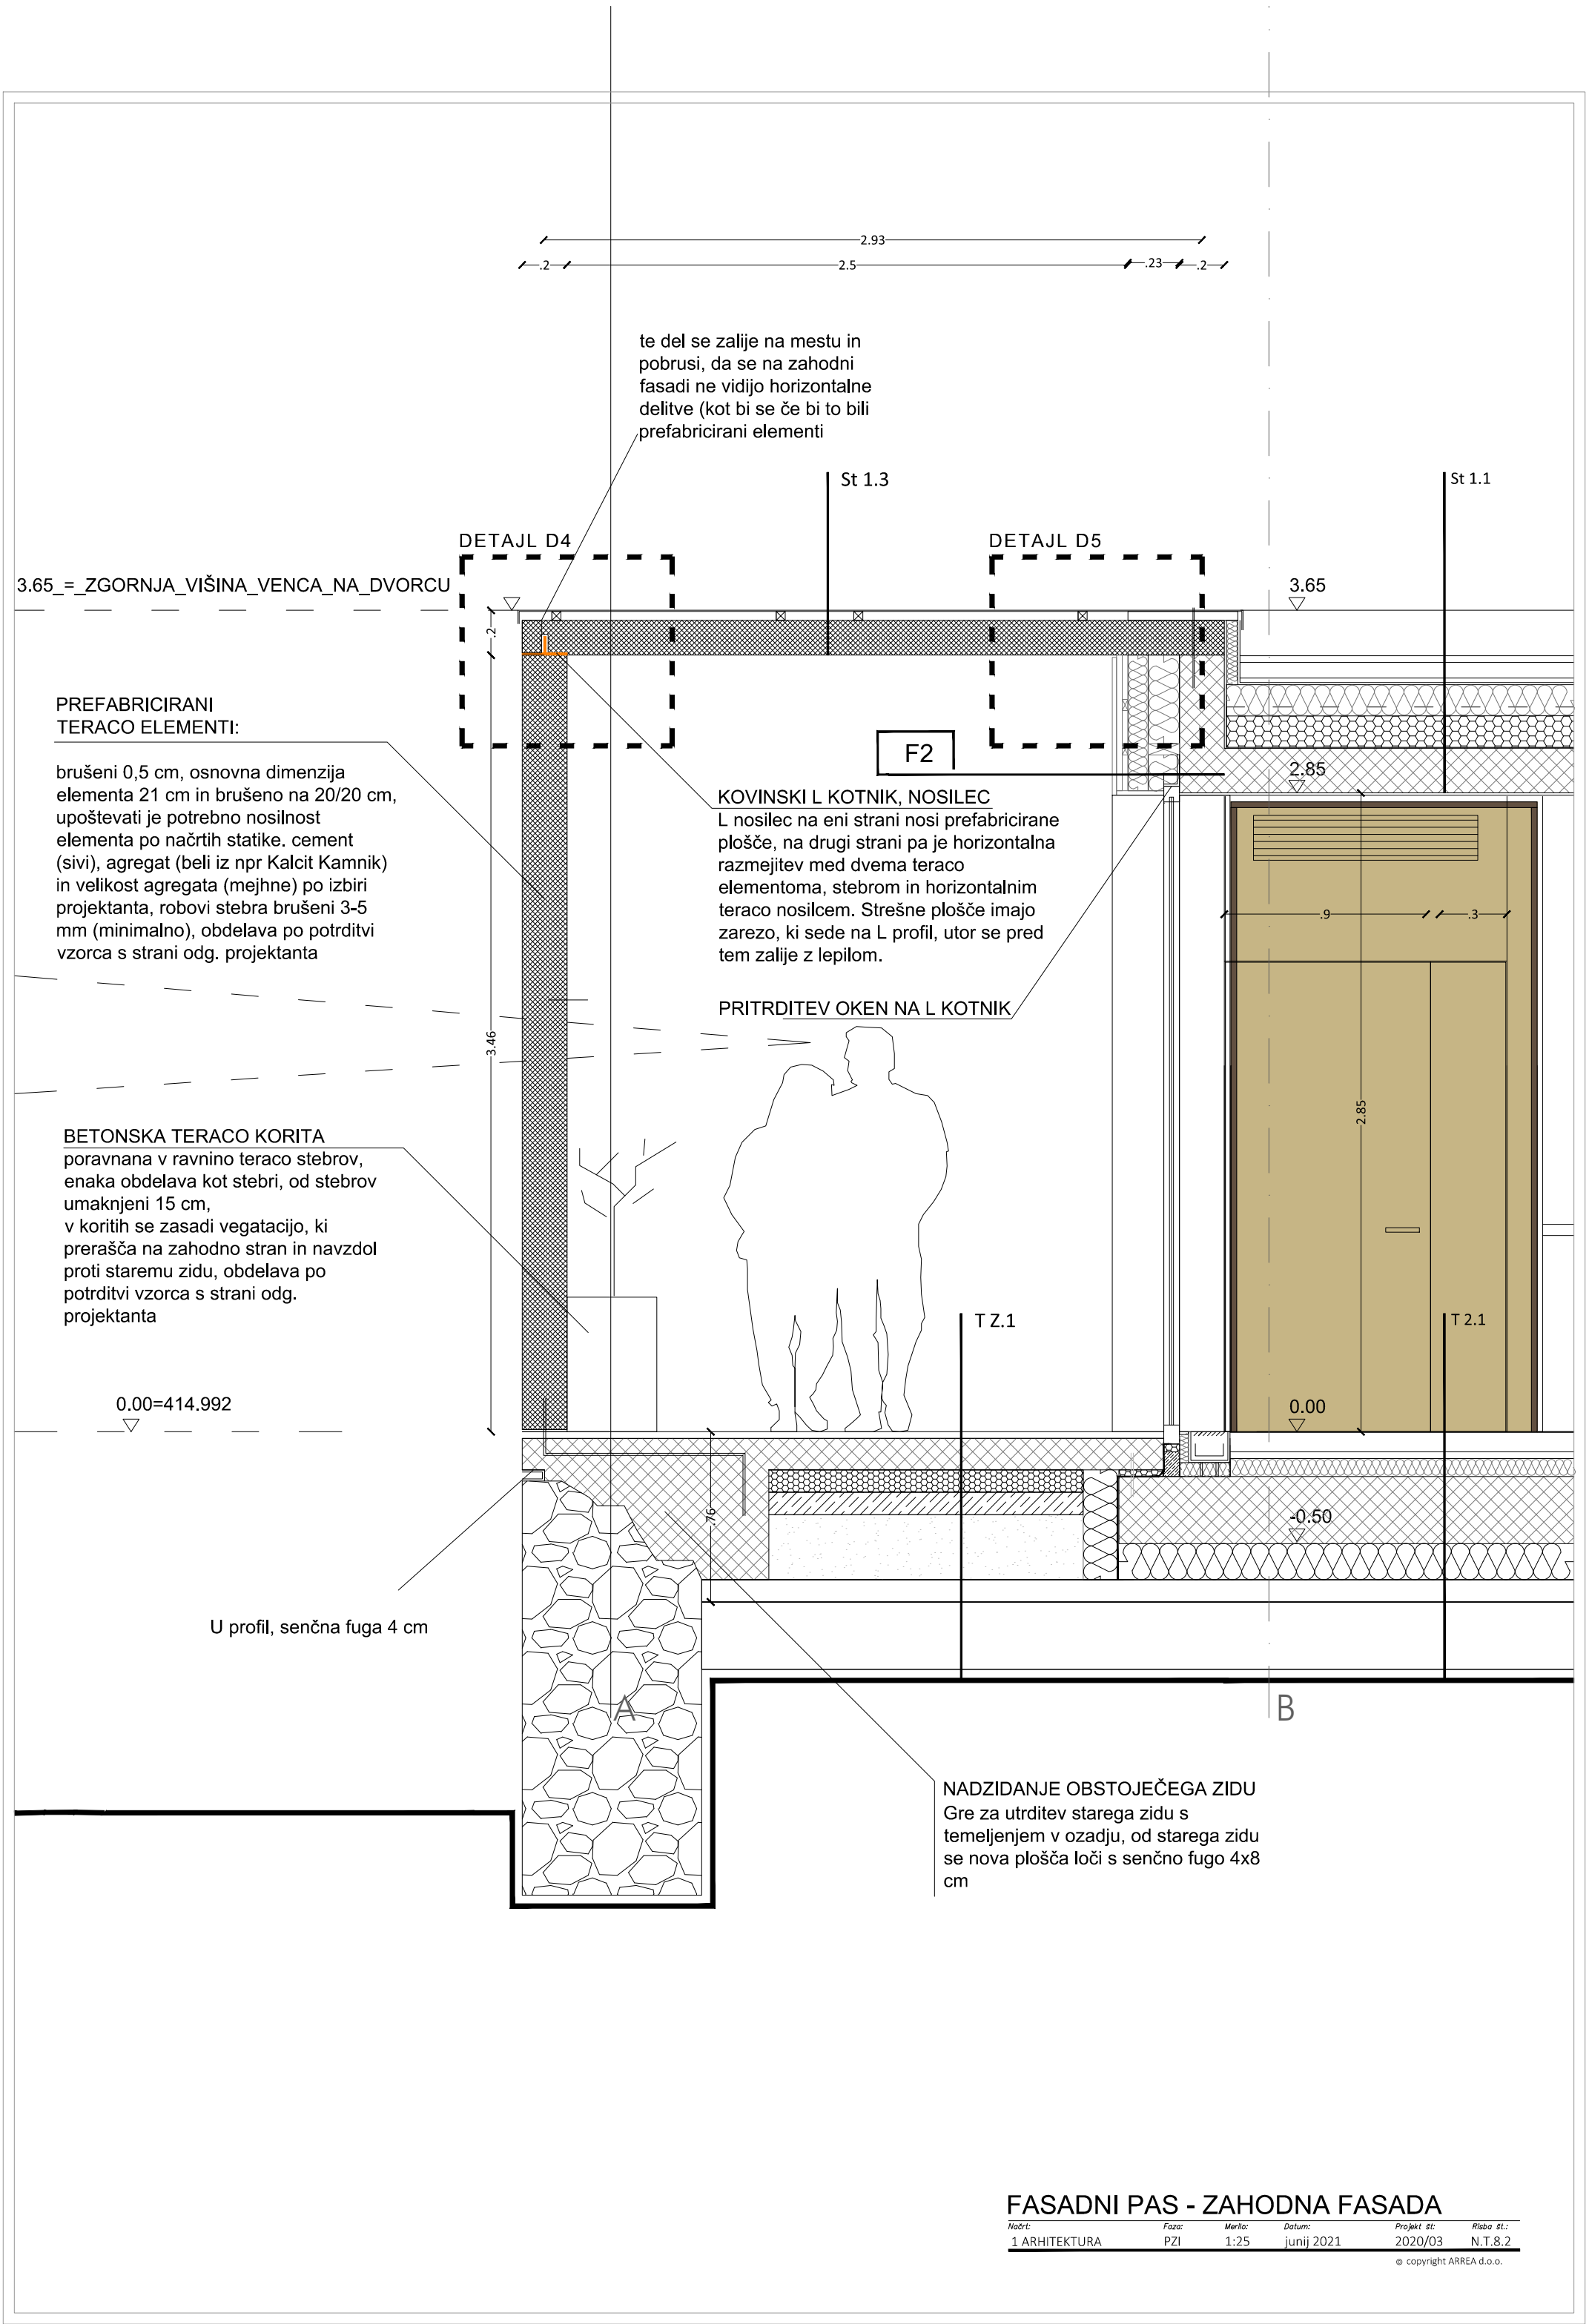 2.93
.2
2.5
.23
.2
te del se zalije na mestu in
pobrusi, da se na zahodni
fasadi ne vidijo horizontalne
delitve (kot bi se če bi to bili
prefabricirani elementi
St 1.3
St 1.1
DETAJL D4
DETAJL D5
3.65_=_ZGORNJA_VIŠINA_VENCA_NA_DVORCU
3.65
.2
PREFABRICIRANI
TERACO ELEMENTI:
brušeni 0,5 cm, osnovna dimenzija
elementa 21 cm in brušeno na 20/20 cm,
upoštevati je potrebno nosilnost
elementa po načrtih statike. cement
(sivi), agregat (beli iz npr Kalcit Kamnik)
in velikost agregata (mejhne) po izbiri
projektanta, robovi stebra brušeni 3-5
mm (minimalno), obdelava po potrditvi
vzorca s strani odg. projektanta
F2
2.85
KOVINSKI L KOTNIK, NOSILEC
L nosilec na eni strani nosi prefabricirane
plošče, na drugi strani pa je horizontalna
razmejitev med dvema teraco
elementoma, stebrom in horizontalnim
teraco nosilcem. Strešne plošče imajo
zarezo, ki sede na L profil, utor se pred
tem zalije z lepilom.
.9
.3
PRITRDITEV OKEN NA L KOTNIK
3.46
2.85
BETONSKA TERACO KORITA
poravnana v ravnino teraco stebrov,
enaka obdelava kot stebri, od stebrov
umaknjeni 15 cm,
v koritih se zasadi vegatacijo, ki
prerašča na zahodno stran in navzdol
proti staremu zidu, obdelava po
potrditvi vzorca s strani odg.
projektanta
T Z.1
T 2.1
0.00=414.992
0.00
.76
-0.50
U profil, senčna fuga 4 cm
A
B
NADZIDANJE OBSTOJEČEGA ZIDU
Gre za utrditev starega zidu s
temeljenjem v ozadju, od starega zidu
se nova plošča loči s senčno fugo 4x8
cm
FASADNI PAS - ZAHODNA FASADA
Načrt: Faza: Merilo: Datum: Projekt št: Risba št.:
1 ARHITEKTURA PZI 1:25 junij 2021 2020/03 N.T.8.2
© copyright ARREA d.o.o.